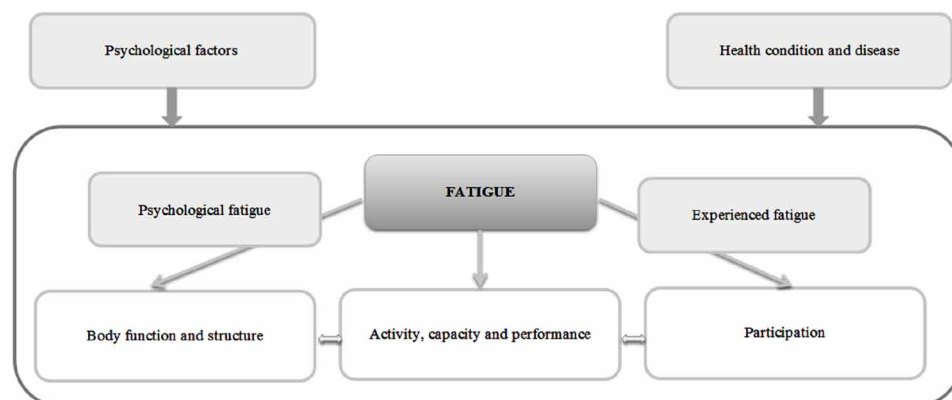 Psychological factors
Health condition and disease
FATIGUE
Psychological fatigue
Experienced fatigue
Body function and structure
Activity, capacity and performance
Participation